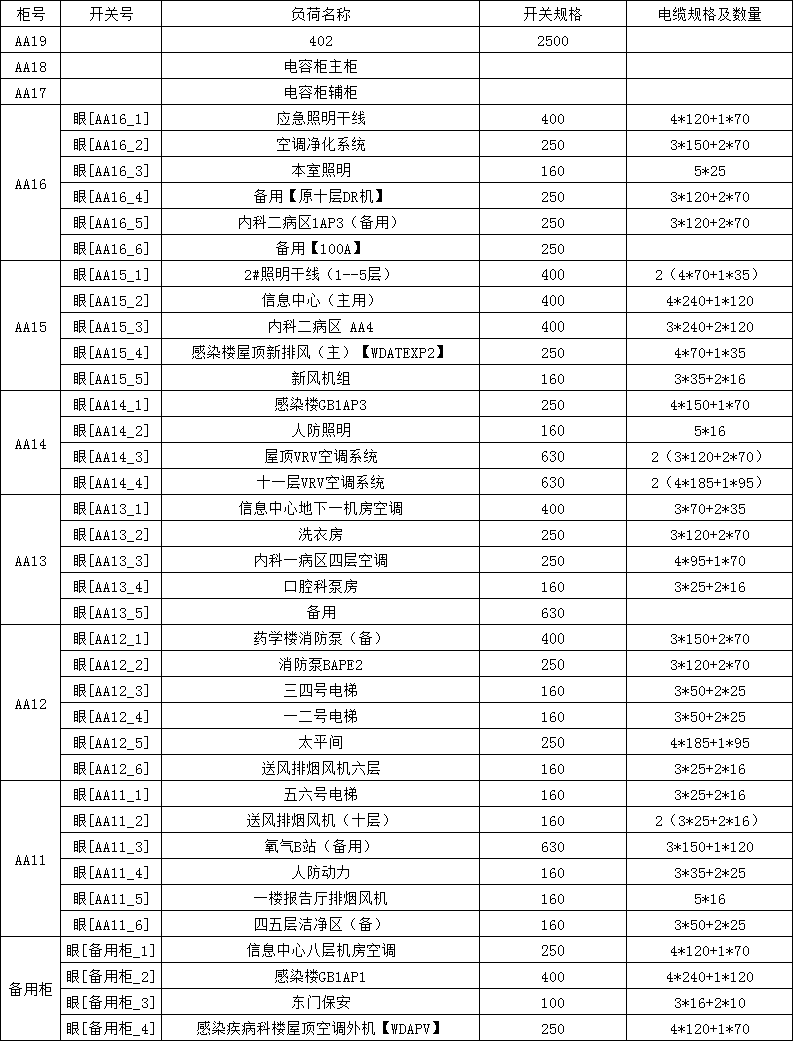 柜号 开关号 负荷名称 开关规格 电缆规格及数量
AA19 402 2500
AA18 电容柜主柜
AA17 电容柜辅柜
AA16
眼[AA16_1] 应急照明干线 400 4*120+1*70
眼[AA16_2] 空调净化系统 250 3*150+2*70
眼[AA16_3] 本室照明 160 5*25
眼[AA16_4] 备用【原十层DR机】 250 3*120+2*70
眼[AA16_5] 内科二病区1AP3（备用） 250 3*120+2*70
眼[AA16_6] 备用【100A】 250
AA15
眼[AA15_1] 2#照明干线（1--5层） 400 2（4*70+1*35）
眼[AA15_2] 信息中心（主用） 400 4*240+1*120
眼[AA15_3] 内科二病区 AA4 400 3*240+2*120
眼[AA15_4] 感染楼屋顶新排风（主）【WDATEXP2】 250 4*70+1*35
眼[AA15_5] 新风机组 160 3*35+2*16
AA14
眼[AA14_1] 感染楼GB1AP3 250 4*150+1*70
眼[AA14_2] 人防照明 160 5*16
眼[AA14_3] 屋顶VRV空调系统 630 2（3*120+2*70）
眼[AA14_4] 十一层VRV空调系统 630 2（4*185+1*95）
AA13
眼[AA13_1] 信息中心地下一机房空调 400 3*70+2*35
眼[AA13_2] 洗衣房 250 3*120+2*70
眼[AA13_3] 内科一病区四层空调 250 4*95+1*70
眼[AA13_4] 口腔科泵房 160 3*25+2*16
眼[AA13_5] 备用 630
AA12
眼[AA12_1] 药学楼消防泵（备） 400 3*150+2*70
眼[AA12_2] 消防泵BAPE2 250 3*120+2*70
眼[AA12_3] 三四号电梯 160 3*50+2*25
眼[AA12_4] 一二号电梯 160 3*50+2*25
眼[AA12_5] 太平间 250 4*185+1*95
眼[AA12_6] 送风排烟风机六层 160 3*25+2*16
AA11
眼[AA11_1] 五六号电梯 160 3*25+2*16
眼[AA11_2] 送风排烟风机（十层） 160 2（3*25+2*16）
眼[AA11_3] 氧气B站（备用） 630 3*150+1*120
眼[AA11_4] 人防动力 160 3*35+2*25
眼[AA11_5] 一楼报告厅排烟风机 160 5*16
眼[AA11_6] 四五层洁净区（备） 160 3*50+2*25
备用柜
眼[备用柜_1] 信息中心八层机房空调 250 4*120+1*70
眼[备用柜_2] 感染楼GB1AP1 400 4*240+1*120
眼[备用柜_3] 东门保安 100 3*16+2*10
眼[备用柜_4] 感染疾病科楼屋顶空调外机【WDAPV】 250 4*120+1*70